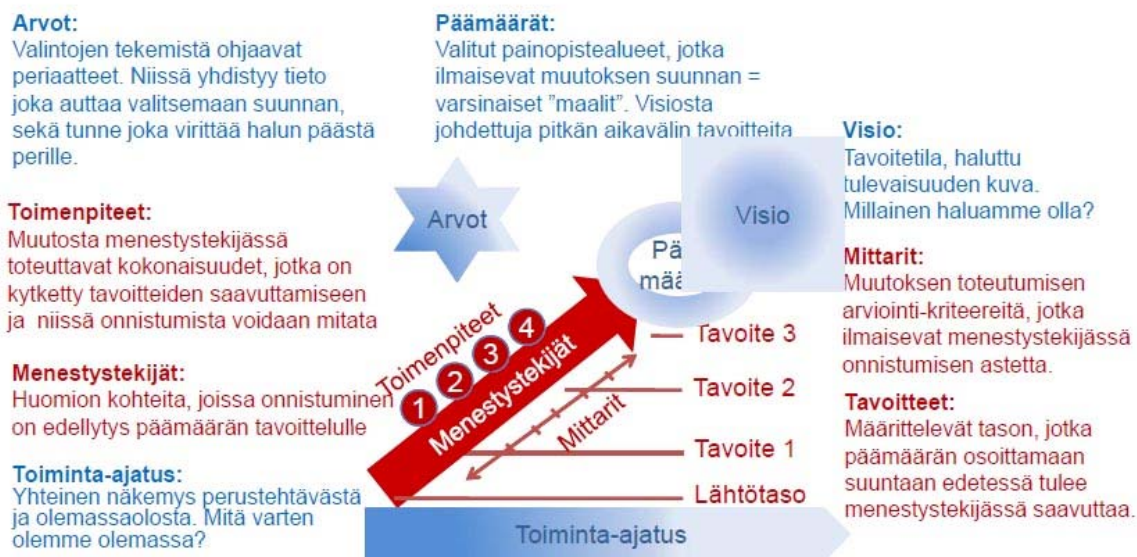 Arvot:
Valintojen tekemistä ohjaavat
periaatteet. Niissä yhdistyy tieto
joka auttaa valitsemaan suunnan,
sekä tunne joka virittää halun päästä
perille.
Päämäärät:
Valitut painopistealueet, jotka
ilmaisevat muutoksen suunnan =
varsinaiset ”maalit”. Visiosta
johdettuja pitkän aikavälin tavoitteita
Visio:
Tavoitetila, haluttu
tulevaisuuden kuva.
Millainen haluamme olla?
Toimenpiteet:
Muutosta menestystekijässä
toteuttavat kokonaisuudet, jotka on
kytketty tavoitteiden saavuttamiseen
ja niissä onnistumista voidaan mitata
Menestystekijät:
Huomion kohteita, joissa onnistuminen
on edellytys päämäärän tavoittelulle
Toiminta-ajatus:
Yhteinen näkemys perustehtävästä
ja olemassaolosta. Mitä varten
olemme olemassa?
Arvot
Visio
Pä
määr
Toimenpiteet
1 2 3 4
Menestystekijät
Mittarit
Tavoite 3
Tavoite 2
Tavoite 1
Lähtötaso
Toiminta-ajatus
Mittarit:
Muutoksen toteutumisen
arviointi-kriteereitä, jotka
ilmaisevat menestystekijässä
onnistumisen astetta.
Tavoitteet:
Määrittelevät tason, jotka
päämäärän osoittamaan
suuntaan edetessä tulee
menestystekijässä saavuttaa.